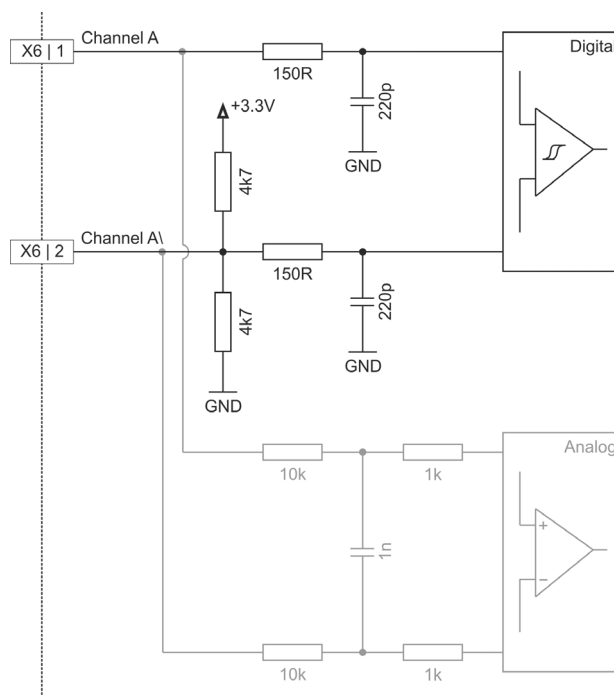 Channel A
X6 | 1
Digital
150R
220p
+3.3V
GND
4k7
Channel A\
X6 | 2
150R
220p
4k7
GND
GND
Analog
10k
1k
1n
+
−
10k
1k